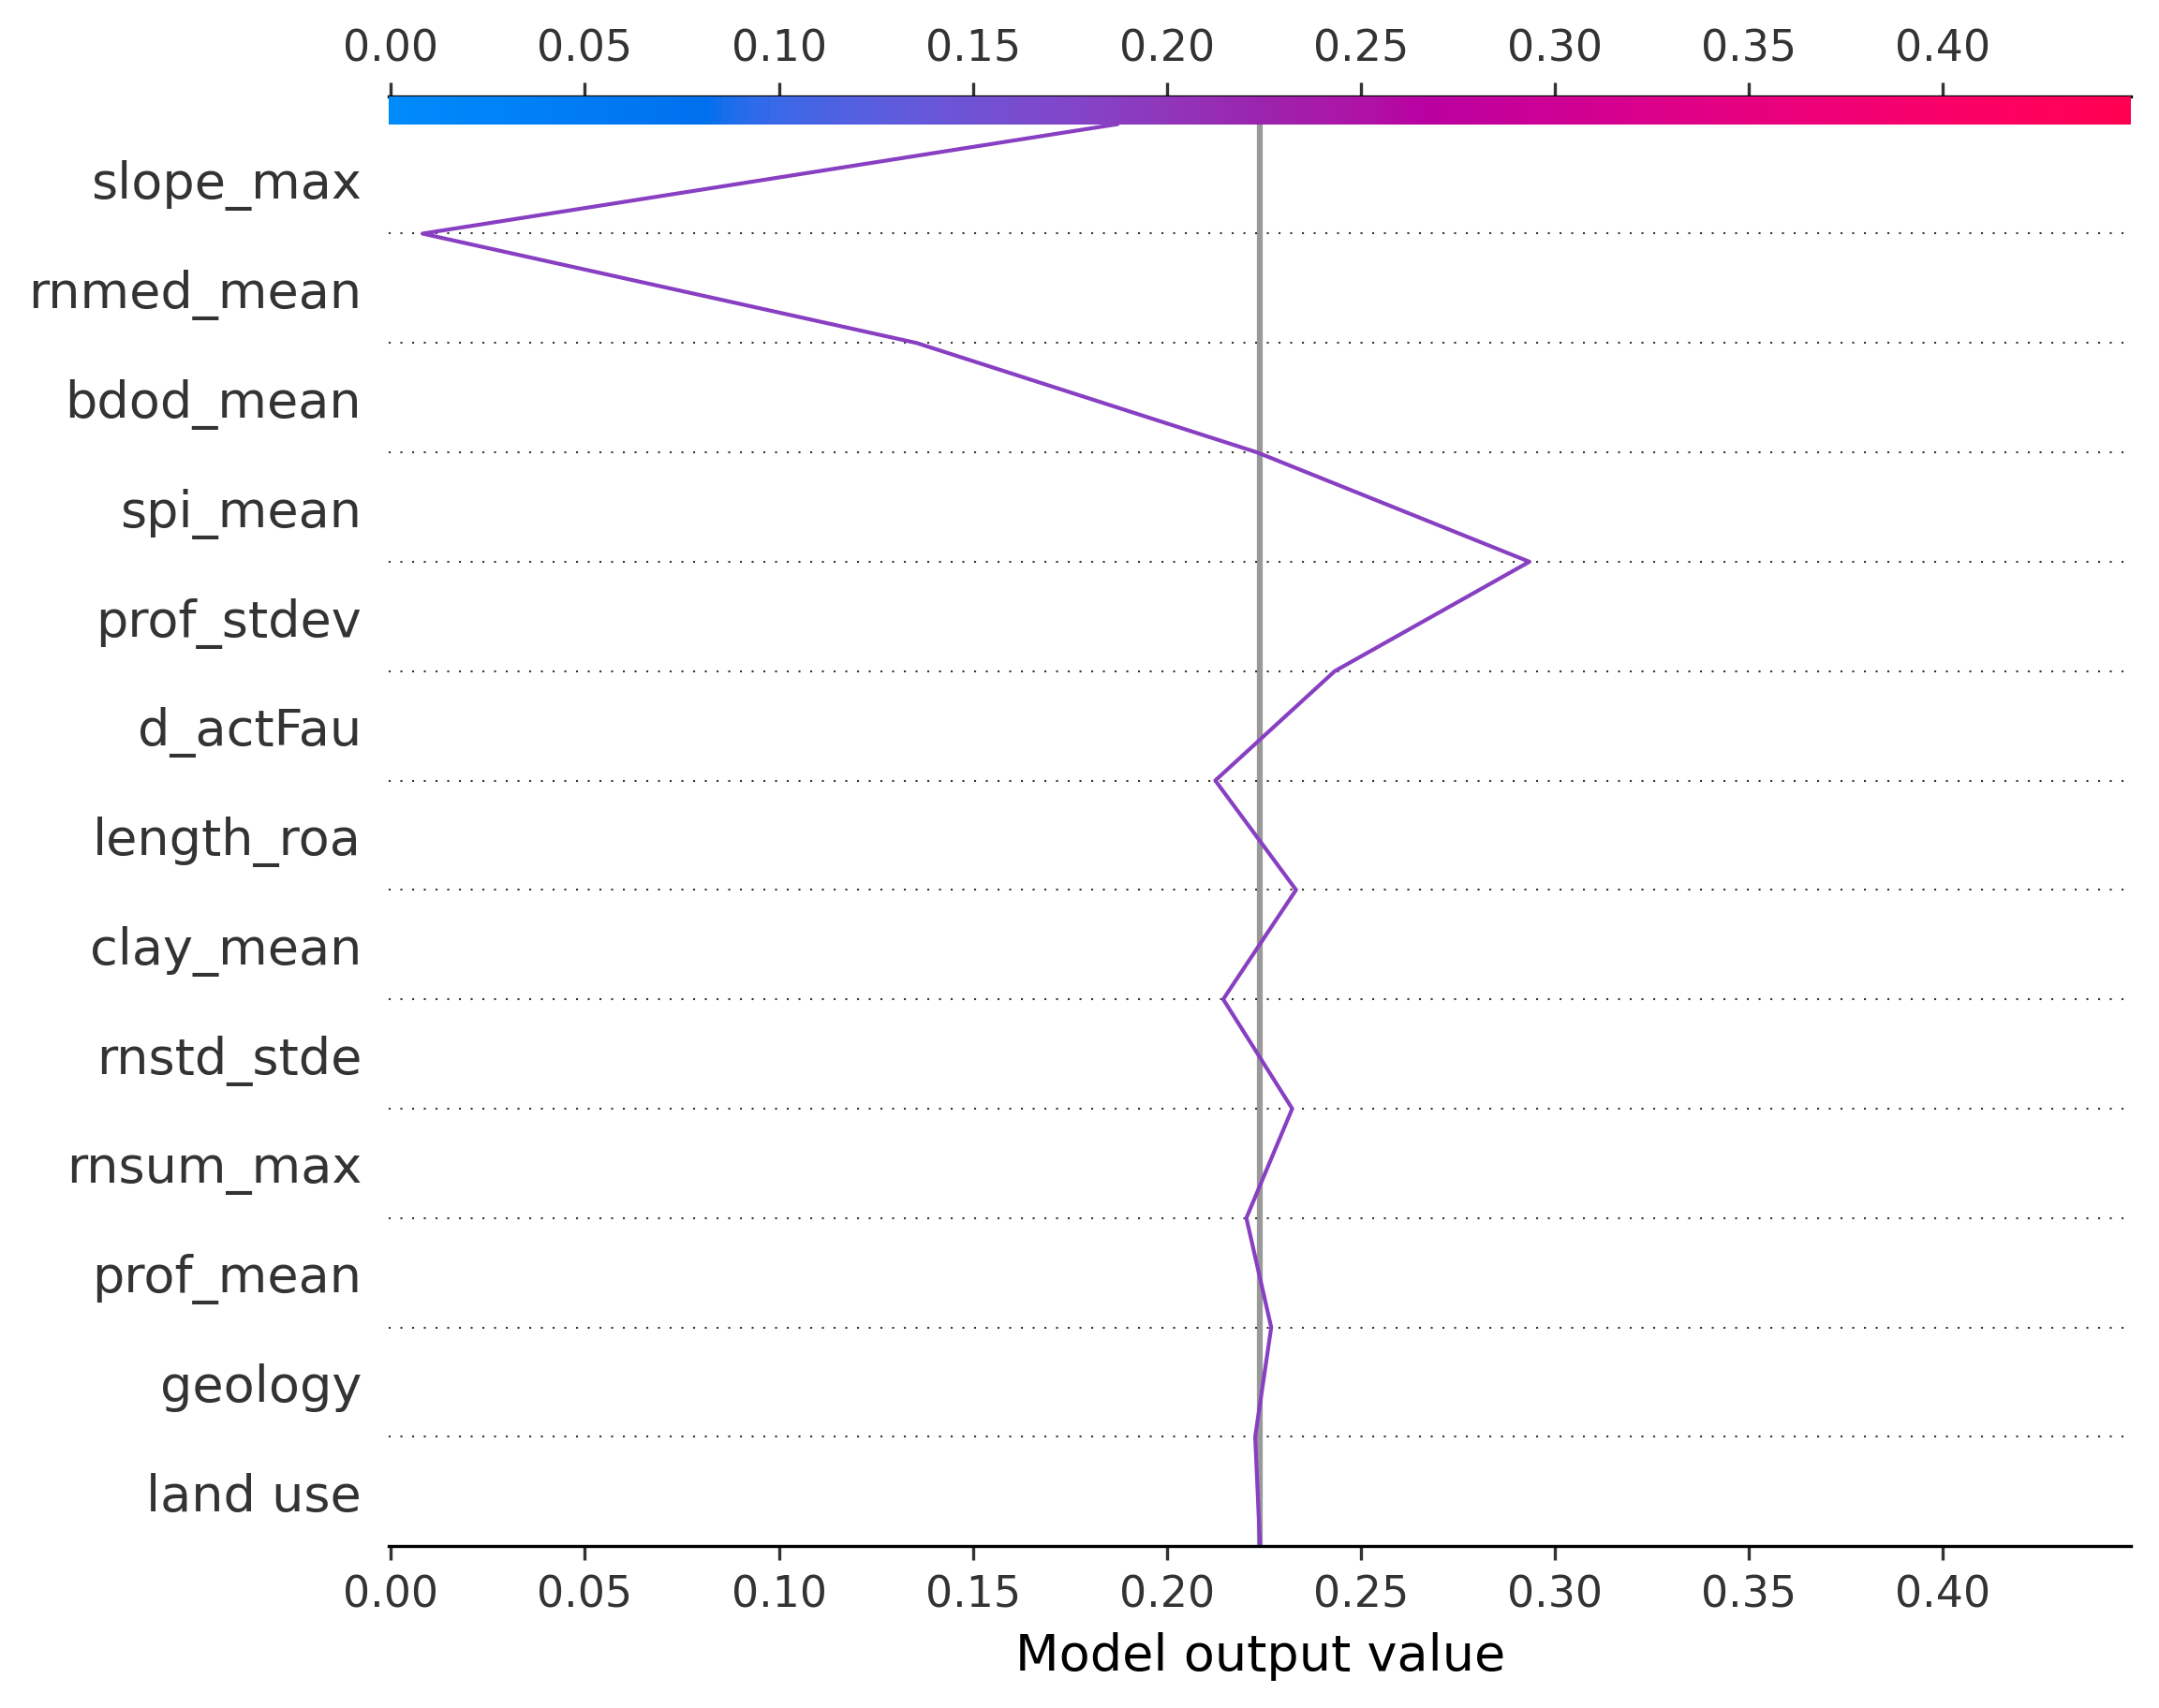 0.00 0.05 0.10 0.15 0.20 0.25 0.30 0.35 0.40
slope_max
rnmed_mean
bdod_mean
spi_mean
prof_stdev
d_actFau
length_roa
clay_mean
rnstd_stde
rnsum_max
prof_mean
geology
land use
0.00 0.05 0.10 0.15 0.20 0.25 0.30 0.35 0.40
Model output value